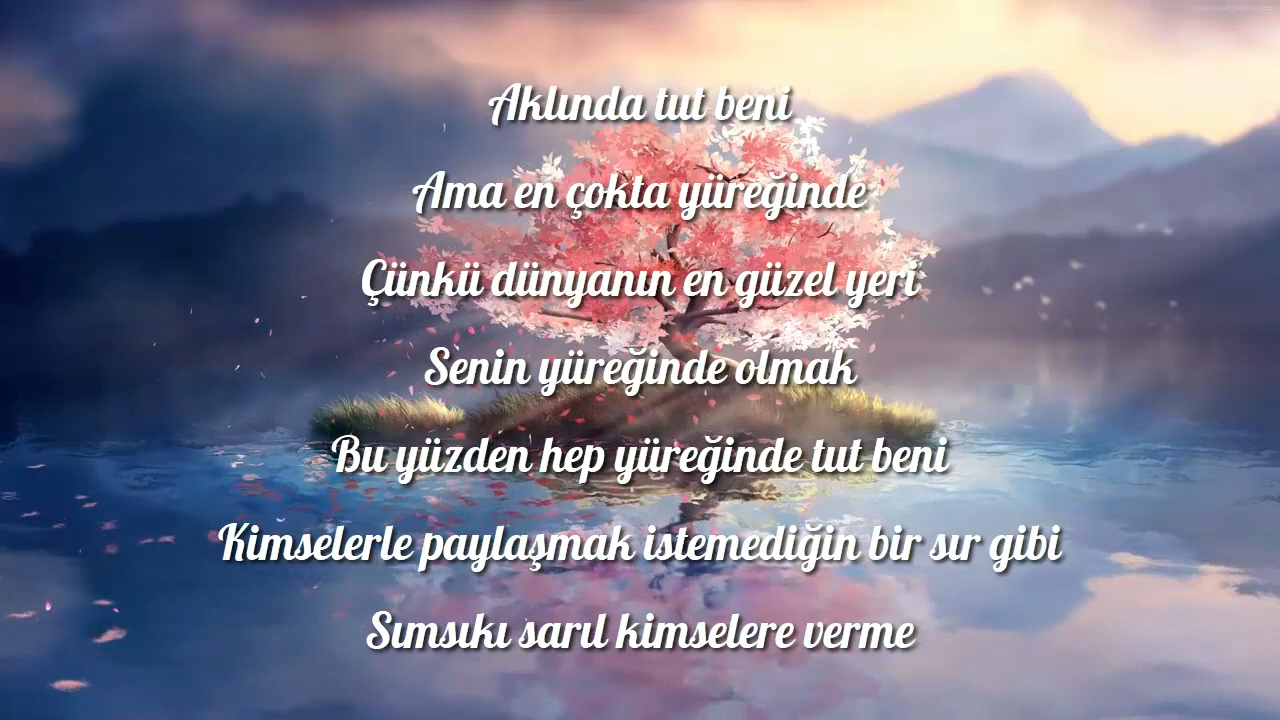 Aklında tut beni
Ama en çokta yüreğinde
Çünkü dünyanın en güzel yeri
Senin yüreğinde olmak
Bu yüzden hep yüreğinde tut beni
Kimselerle paylaşmak istemediğin bir sır gibi
Sımsıkı sarıl kimselere verme